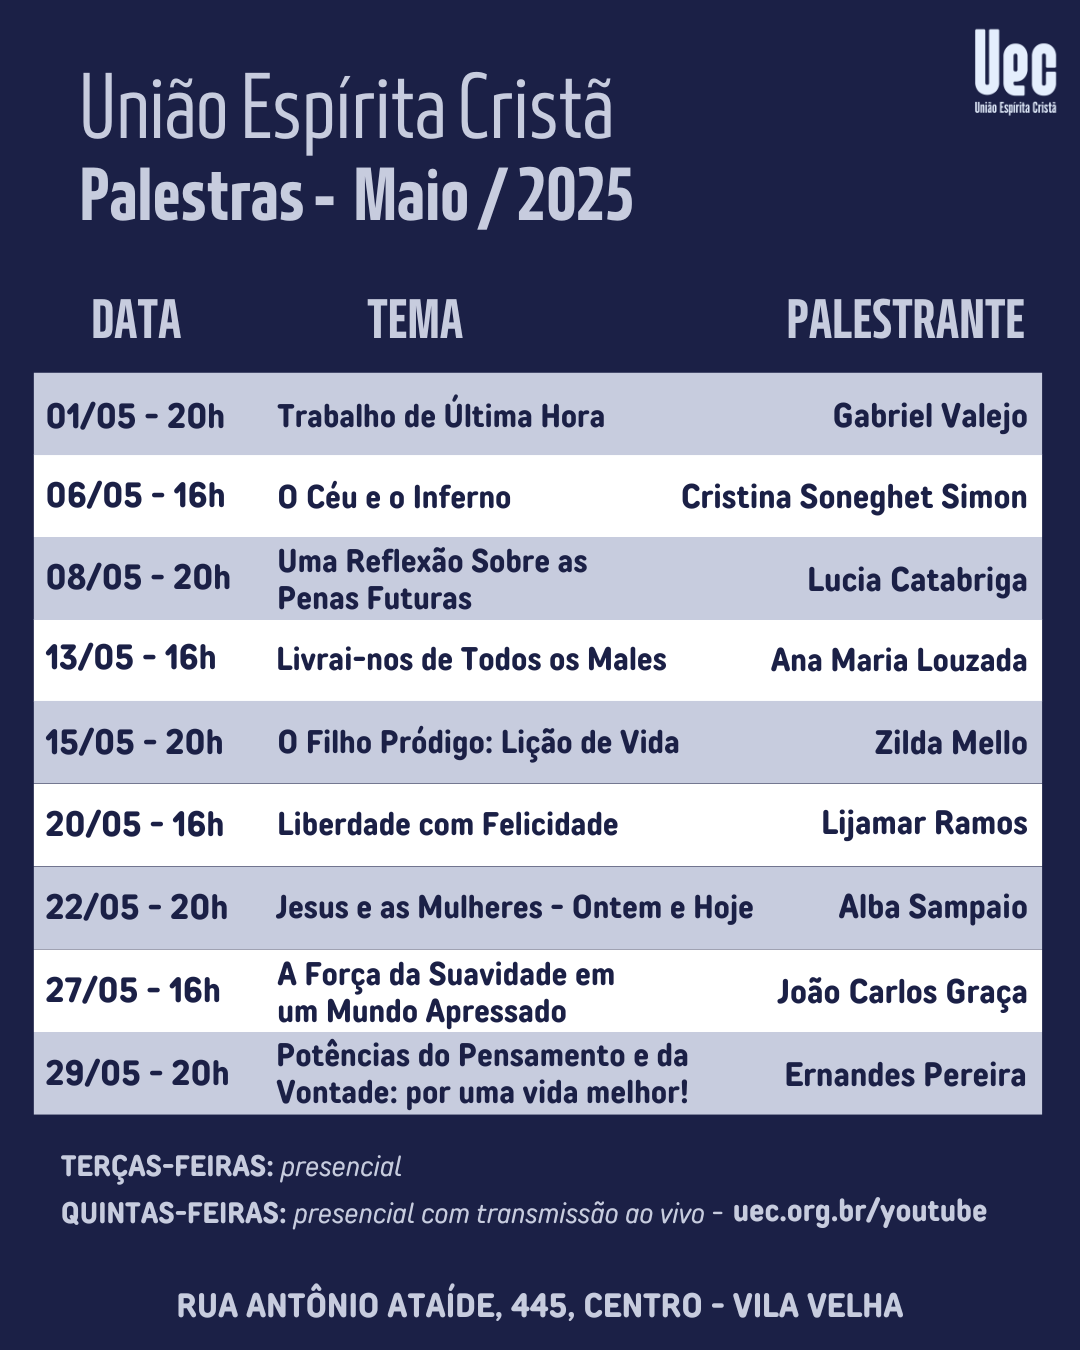 Uec
União Espírita Cristã
União Espírita Cristã
Palestras - Maio / 2025
DATA TEMA PALESTRANTE
01/05 - 20h Trabalho de Última Hora Gabriel Valejo
06/05 - 16h O Céu e o Inferno Cristina Soneghet Simon
08/05 - 20h Uma Reflexão Sobre as
Penas Futuras Lucia Catabriga
13/05 - 16h Livrai-nos de Todos os Males Ana Maria Louzada
15/05 - 20h O Filho Pródigo: Lição de Vida Zilda Mello
20/05 - 16h Liberdade com Felicidade Lijamar Ramos
22/05 - 20h Jesus e as Mulheres - Ontem e Hoje Alba Sampaio
27/05 - 16h A Força da Suavidade em
um Mundo Apressado João Carlos Graça
29/05 - 20h Potências do Pensamento e da
Vontade: por uma vida melhor! Ernandes Pereira
TERÇAS-FEIRAS: presencial
QUINTAS-FEIRAS: presencial com transmissão ao vivo - uec.org.br/youtube
RUA ANTÔNIO ATAÍDE, 445, CENTRO - VILA VELHA